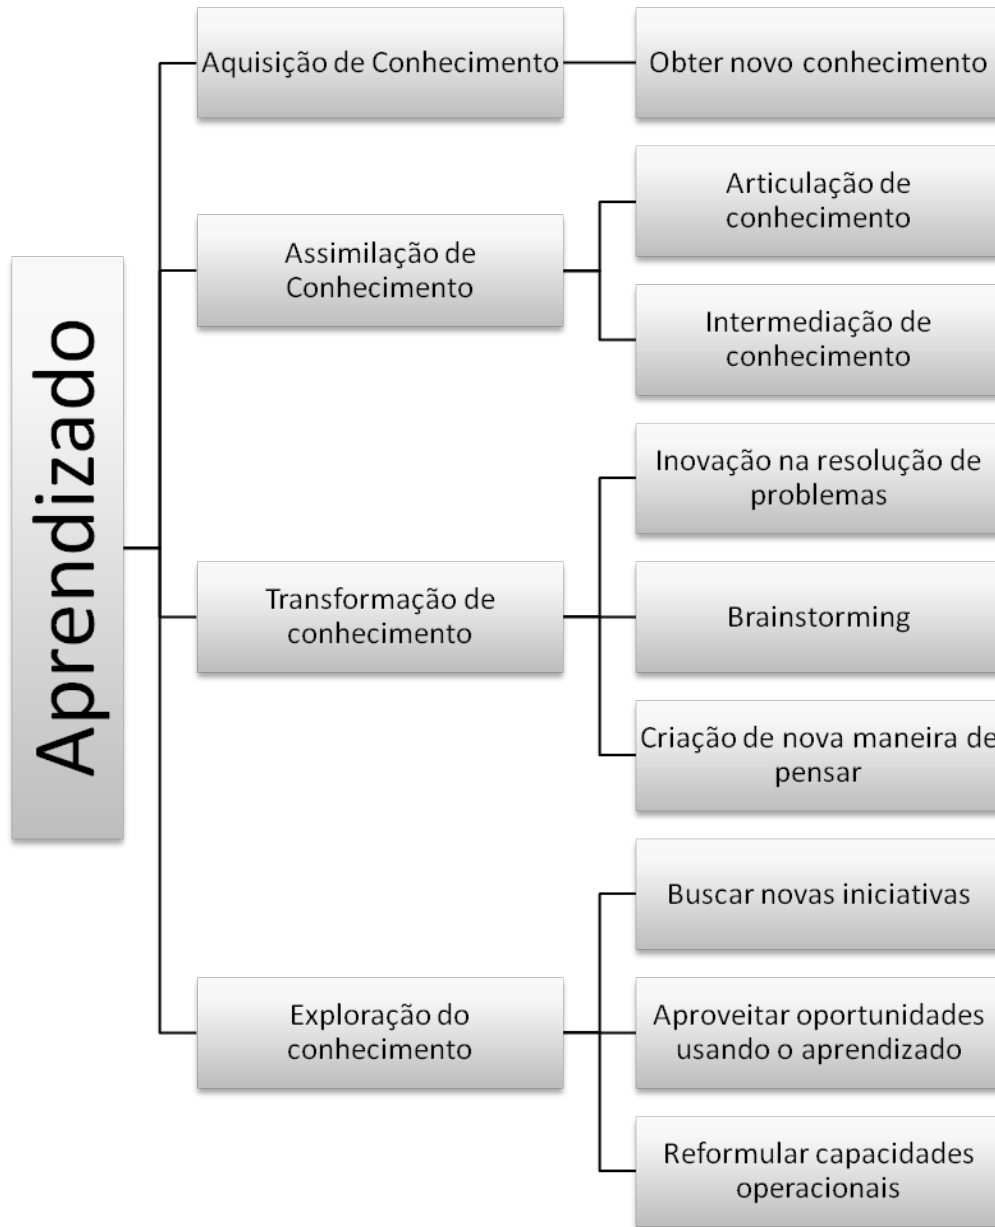 Aprendizado
Aquisição de Conhecimento
Obter novo conhecimento
Assimilação de
Conhecimento
Articulação de
conhecimento
Intermediação de
conhecimento
Transformação de
conhecimento
Inovação na resolução de
problemas
Brainstorming
Criação de nova maneira de
pensar
Exploração do
conhecimento
Buscar novas iniciativas
Aproveitar oportunidades
usando o aprendizado
Reformular capacidades
operacionais